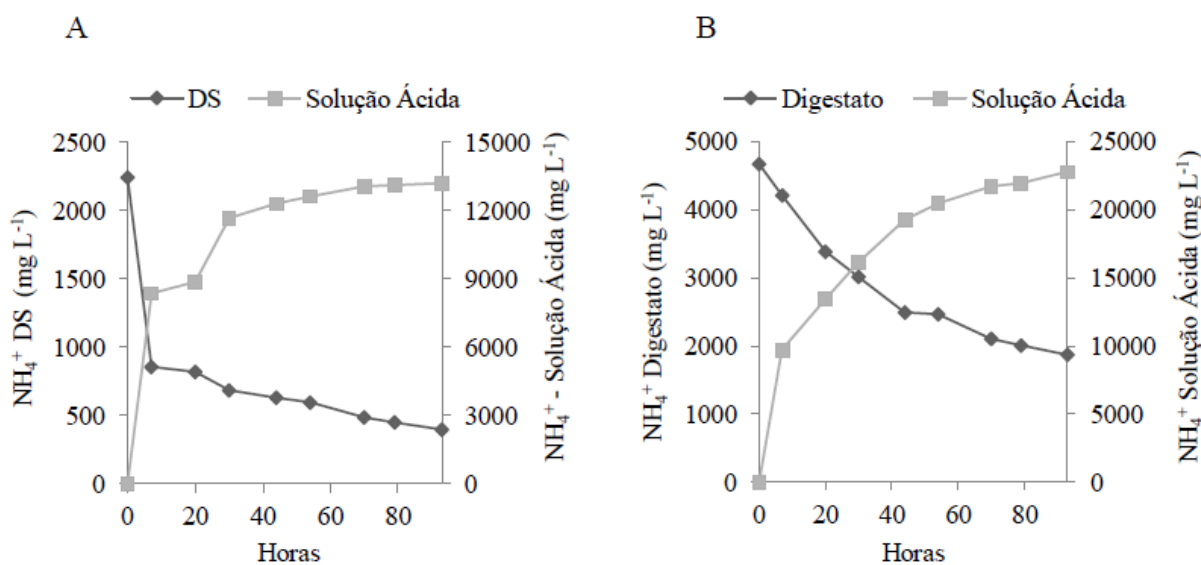 A
DS
Solução Ácida
NH₄⁺ DS (mg L⁻¹)
2500
2000
1500
1000
500
0
NH₄⁺ - Solução Ácida (mg L⁻¹)
15000
12000
9000
6000
3000
0
0 20 40 60 80
Horas
B
Digestato
Solução Ácida
NH₄⁺ Digestato (mg L⁻¹)
5000
4000
3000
2000
1000
0
NH₄⁺ Solução Ácida (mg L⁻¹)
25000
20000
15000
10000
5000
0
0 20 40 60 80
Horas